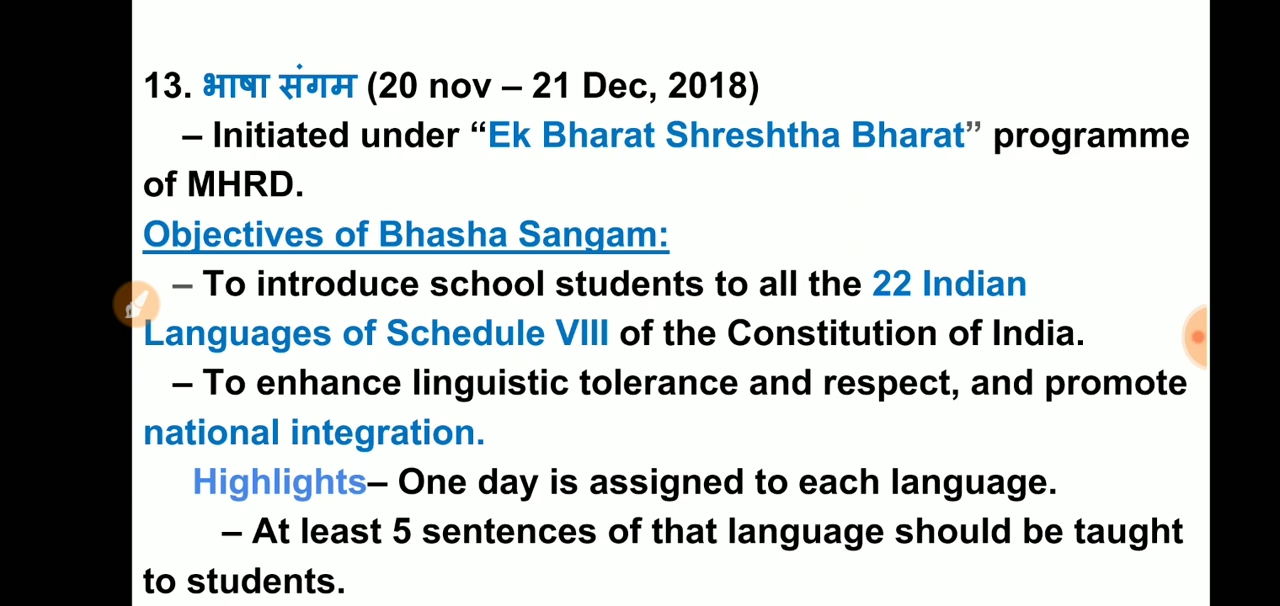 13. भाषा संगम (20 nov – 21 Dec, 2018)
– Initiated under “Ek Bharat Shreshtha Bharat” programme
of MHRD.
Objectives of Bhasha Sangam:
– To introduce school students to all the 22 Indian
Languages of Schedule VIII of the Constitution of India.
– To enhance linguistic tolerance and respect, and promote
national integration.
Highlights– One day is assigned to each language.
– At least 5 sentences of that language should be taught
to students.